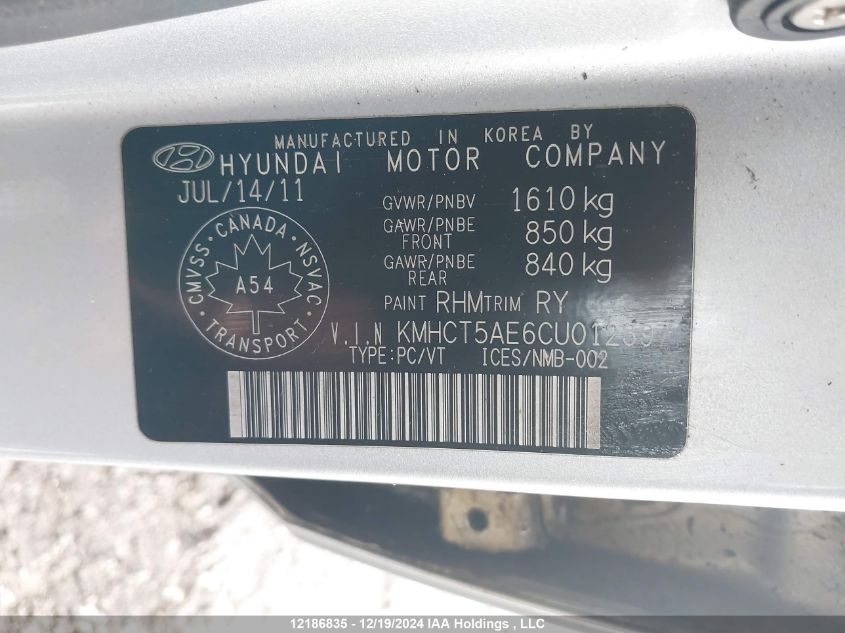 MANUFACTURED IN KOREA BY
HYUNDAI MOTOR COMPANY
JUL/14/11
GVWR/PNBV 1610 kg
GAWR/PNBE FRONT 850 kg
GAWR/PNBE REAR 840 kg
PAINT RHM TRIM RY
CMVSS · CANADA · NSVAC
A54
TRANSPORT
V.I.N
TYPE:PC/VT ICES/NMB-002
12186835 - 12/19/2024 IAA Holdings , LLC